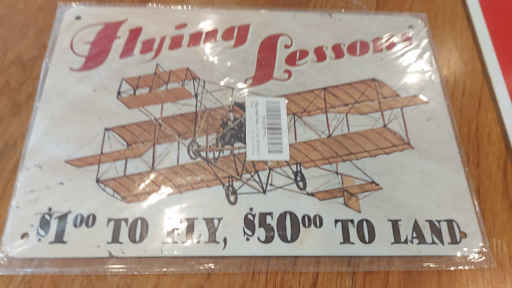 Flying
Lessons
$1⁰⁰ TO FLY, $50⁰⁰ TO LAND